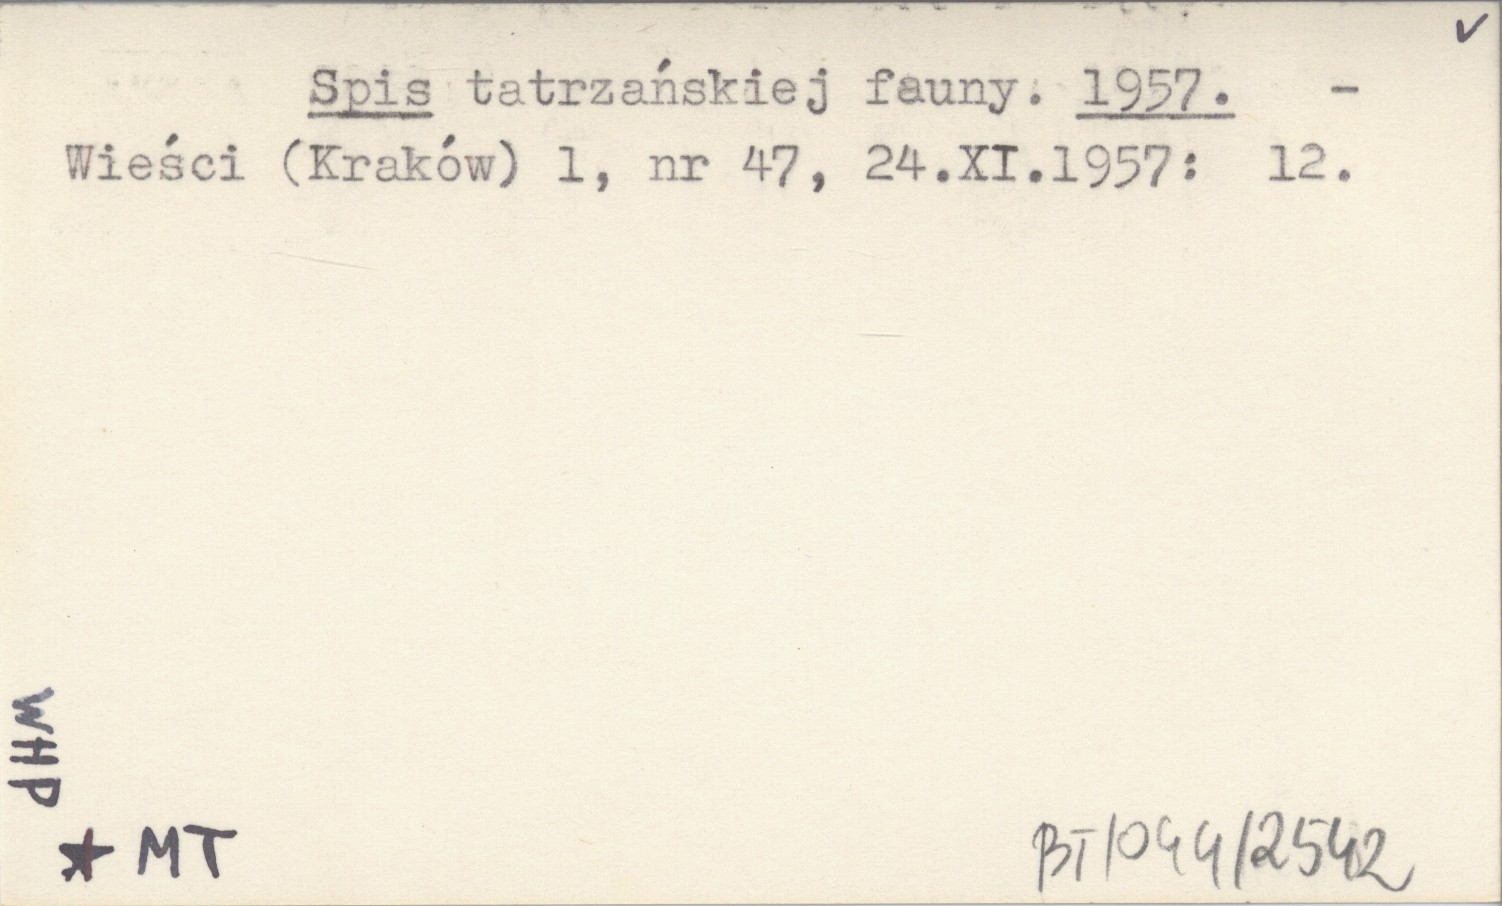 ✓
Spis tatrzańskiej fauny. 1957. -
Wieści (Kraków) 1, nr 47, 24.XI.1957: 12.
WHP
★ MT
BT/044/2542